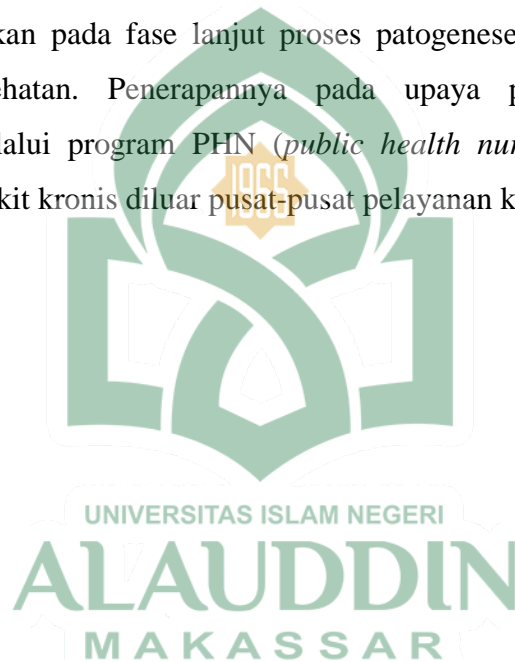 kan pada fase lanjut proses patogenese
ehatan. Penerapannya pada upaya p
lalui program PHN (public health nur
kit kronis diluar pusat-pusat pelayanan k
1965
UNIVERSITAS ISLAM NEGERI
ALAUDDIN
MAKASSAR